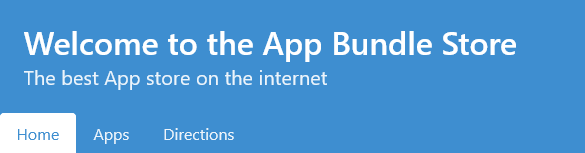 Welcome to the App Bundle Store
The best App store on the internet
Home Apps Directions